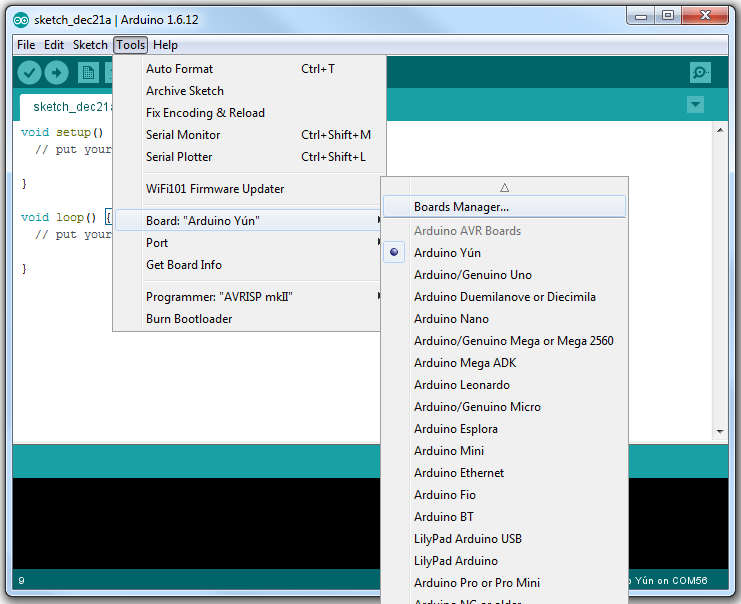 sketch_dec21a | Arduino 1.6.12
File Edit Sketch Tools Help
sketch_dec21a
void setup()
// put your
}
void loop() {
// put your
}
Auto Format Ctrl+T
Archive Sketch
Fix Encoding & Reload
Serial Monitor Ctrl+Shift+M
Serial Plotter Ctrl+Shift+L
WiFi101 Firmware Updater
Board: "Arduino Yún"
Port
Get Board Info
Programmer: "AVRISP mkII"
Burn Bootloader
Boards Manager...
Arduino AVR Boards
Arduino Yún
Arduino/Genuino Uno
Arduino Duemilanove or Diecimila
Arduino Nano
Arduino/Genuino Mega or Mega 2560
Arduino Mega ADK
Arduino Leonardo
Arduino/Genuino Micro
Arduino Esplora
Arduino Mini
Arduino Ethernet
Arduino Fio
Arduino BT
LilyPad Arduino USB
LilyPad Arduino
Arduino Pro or Pro Mini
Arduino NG or older
9
Yún on COM56